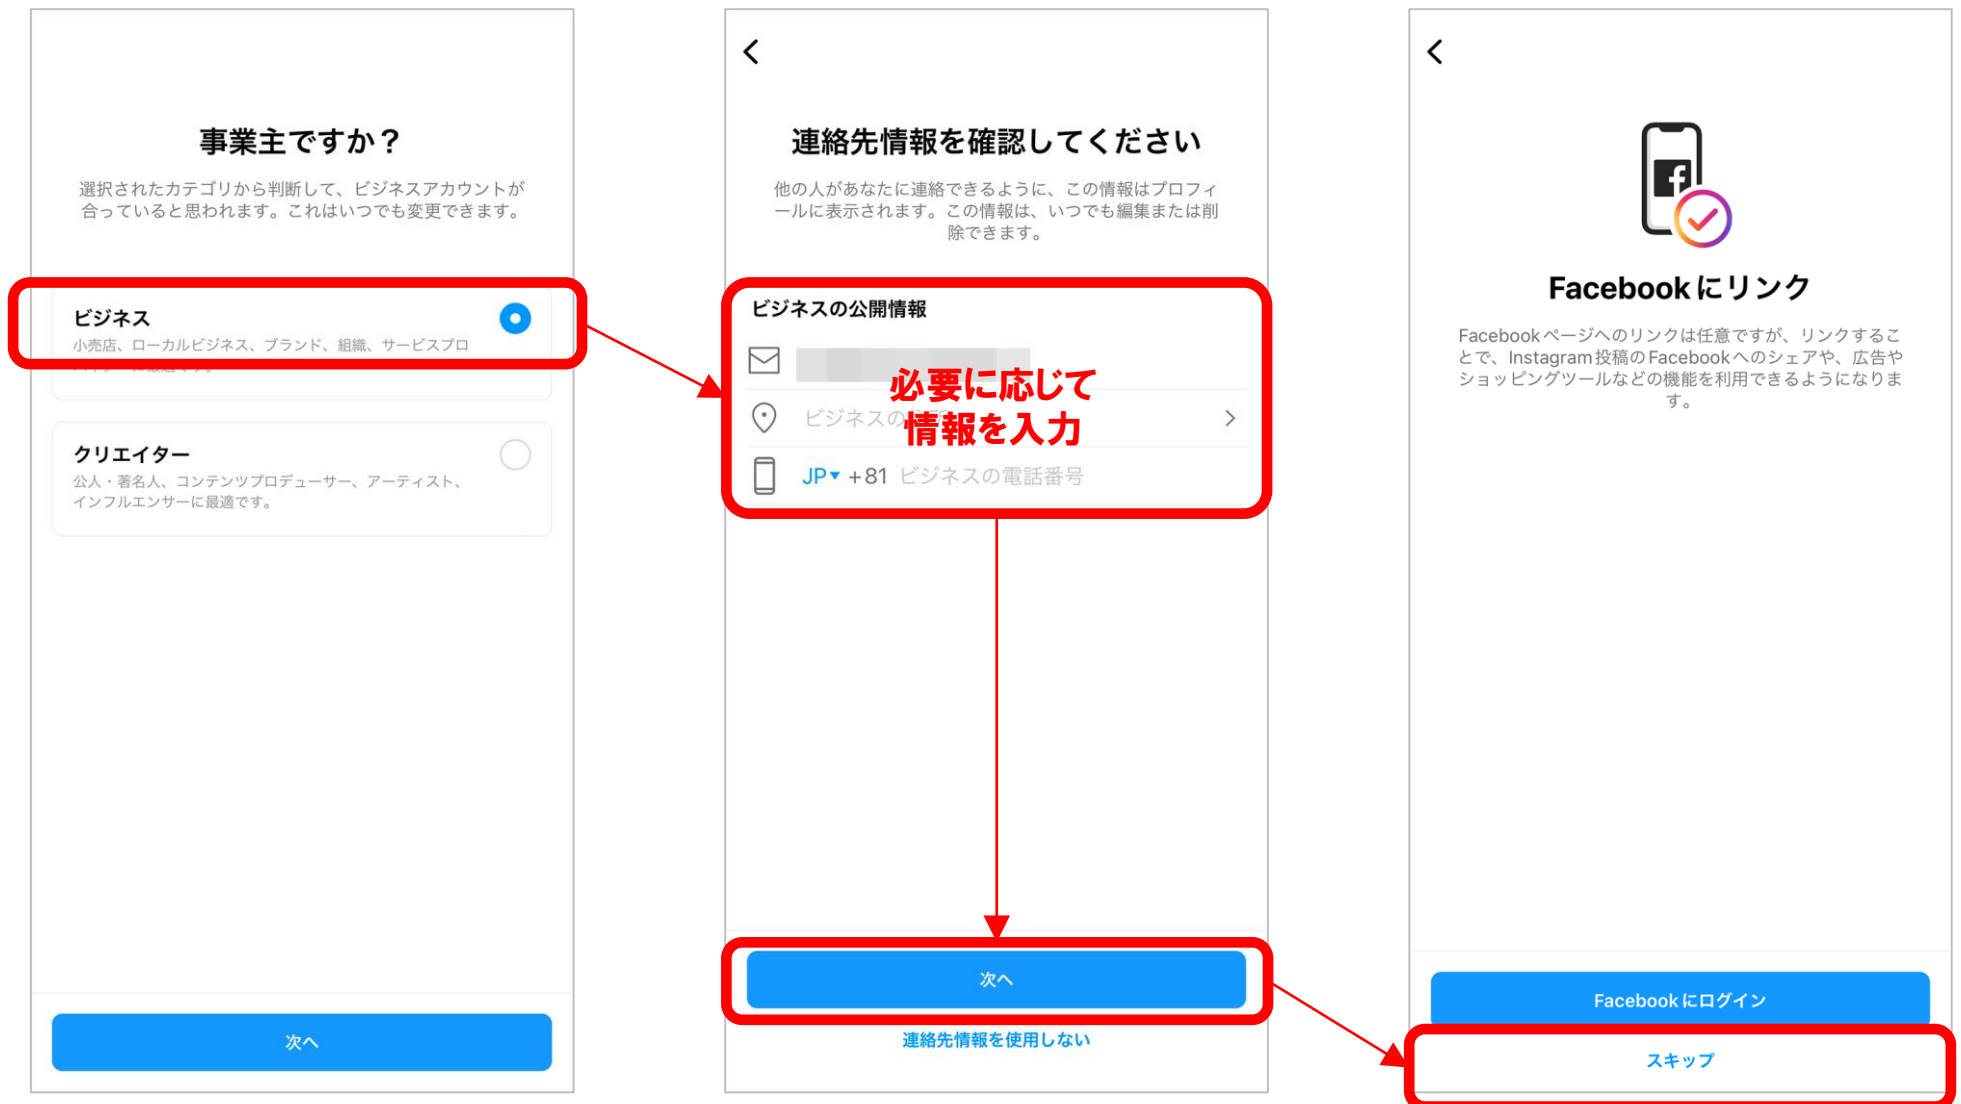 事業主ですか？
選択されたカテゴリから判断して、ビジネスアカウントが
合っていると思われます。これはいつでも変更できます。
ビジネス
小売店、ローカルビジネス、ブランド、組織、サービスプロ
クリエイター
公人・著名人、コンテンツプロデューサー、アーティスト、
インフルエンサーに最適です。
次へ
連絡先情報を確認してください
他の人があなたに連絡できるように、この情報はプロフィ
ールに表示されます。この情報は、いつでも編集または削
除できます。
ビジネスの公開情報
必要に応じて
情報を入力
ビジネスの
JP▼ +81 ビジネスの電話番号
次へ
連絡先情報を使用しない
Facebookにリンク
Facebookページへのリンクは任意ですが、リンクするこ
とで、Instagram投稿のFacebookへのシェアや、広告や
ショッピングツールなどの機能を利用できるようになりま
す。
Facebookにログイン
スキップ